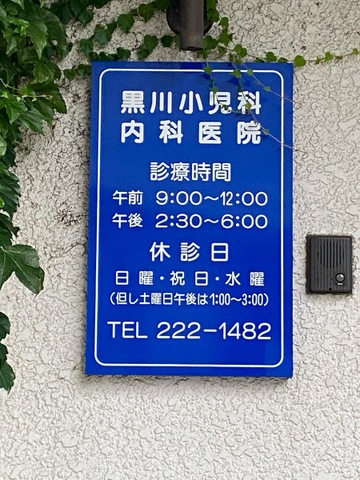 黒川小児科
内科医院
診療時間
午前 9:00〜12:00
午後 2:30〜6:00
休診日
日曜・祝日・水曜
(但し土曜日午後は1:00〜3:00)
TEL 222-1482